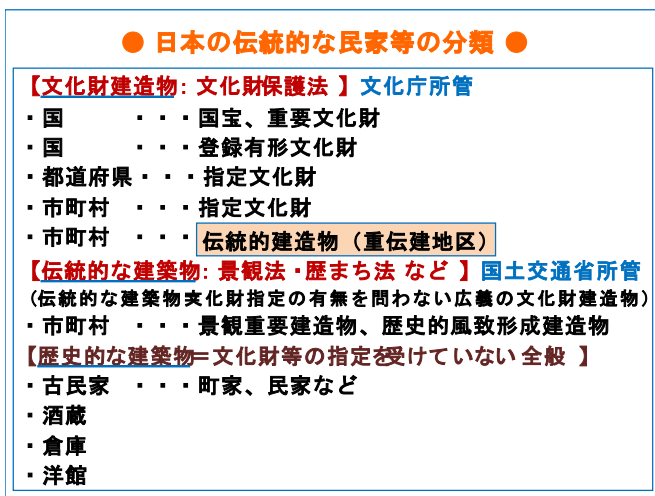 ● 日本の伝統的な民家等の分類 ●
【文化財建造物：文化財保護法 】文化庁所管
・国　　　・・・国宝、重要文化財
・国　　　・・・登録有形文化財
・都道府県・・・指定文化財
・市町村　・・・指定文化財
・市町村　・・・伝統的建造物（重伝建地区）
【伝統的な建築物：景観法・歴まち法 など 】国土交通省所管
（伝統的な建築物文化財指定の有無を問わない広義の文化財建造物）
・市町村　・・・景観重要建造物、歴史的風致形成建造物
【歴史的な建築物＝文化財等の指定を受けていない全般 】
・古民家　・・・町家、民家など
・酒蔵
・倉庫
・洋館